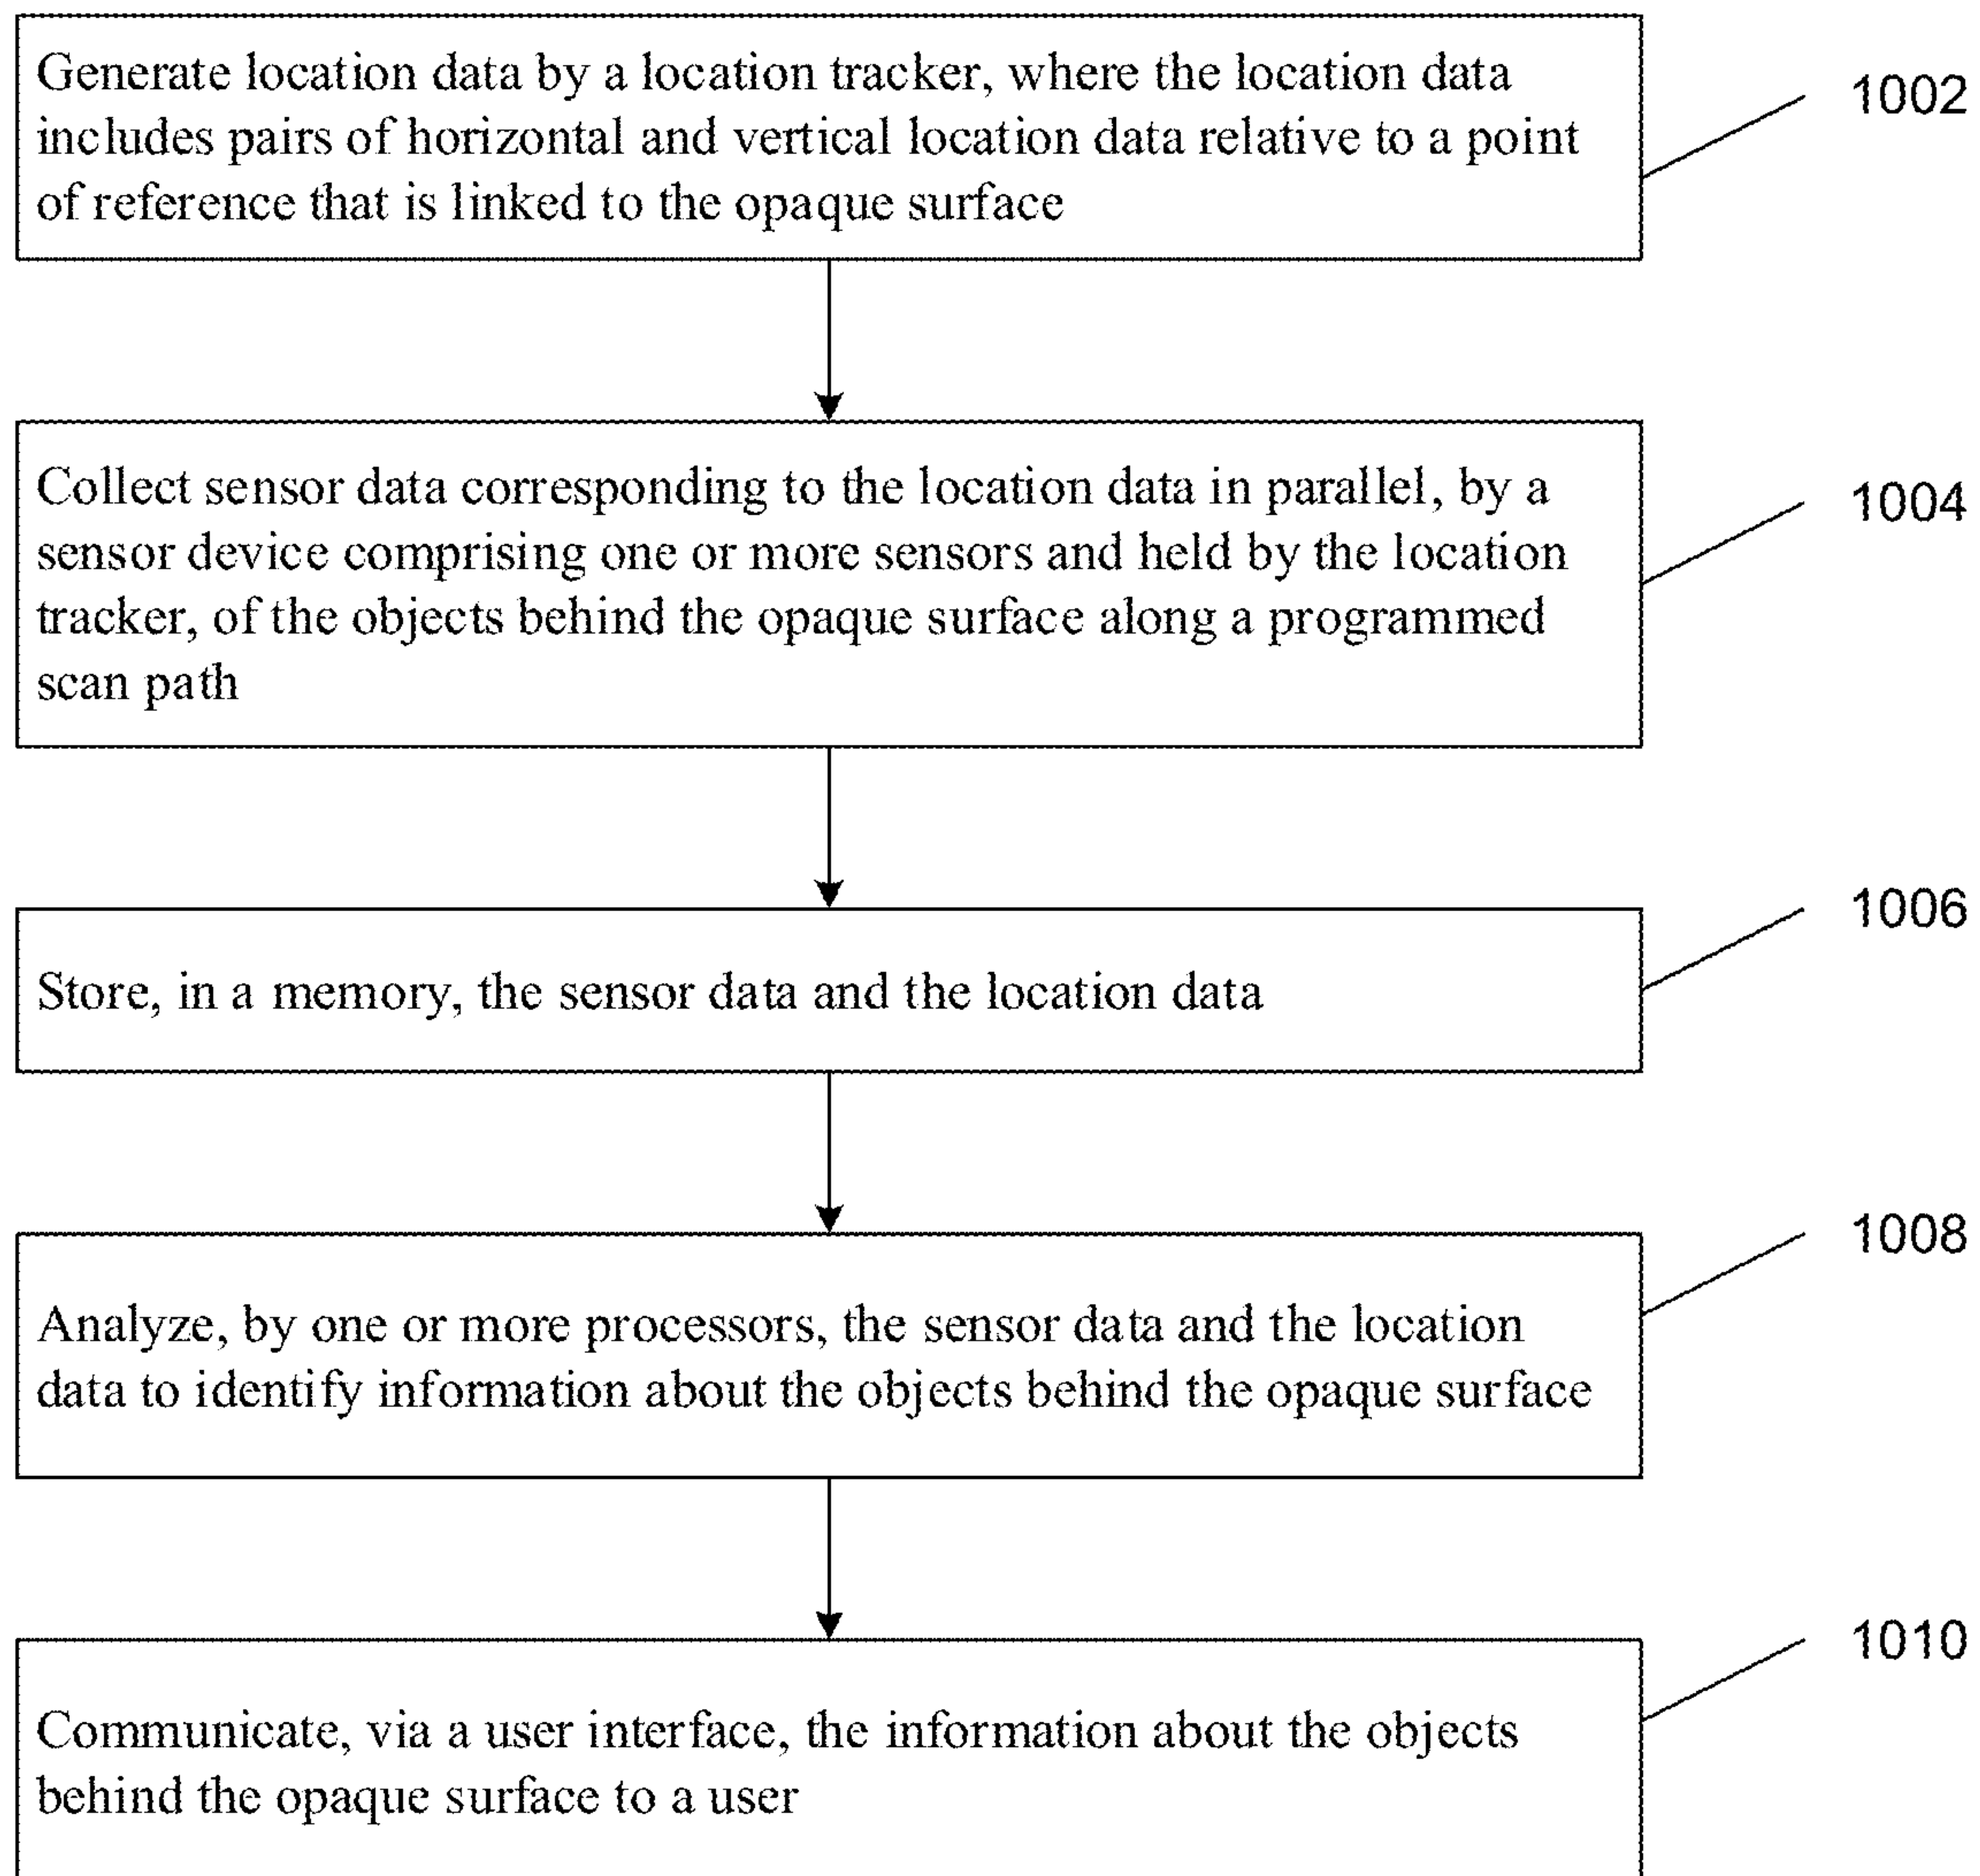 Generate location data by a location tracker, where the location data
includes pairs of horizontal and vertical location data relative to a point
of reference that is linked to the opaque surface
1002
Collect sensor data corresponding to the location data in parallel, by a
sensor device comprising one or more sensors and held by the location
tracker, of the objects behind the opaque surface along a programmed
scan path
1004
Store, in a memory, the sensor data and the location data
1006
Analyze, by one or more processors, the sensor data and the location
data to identify information about the objects behind the opaque surface
1008
Communicate, via a user interface, the information about the objects
behind the opaque surface to a user
1010